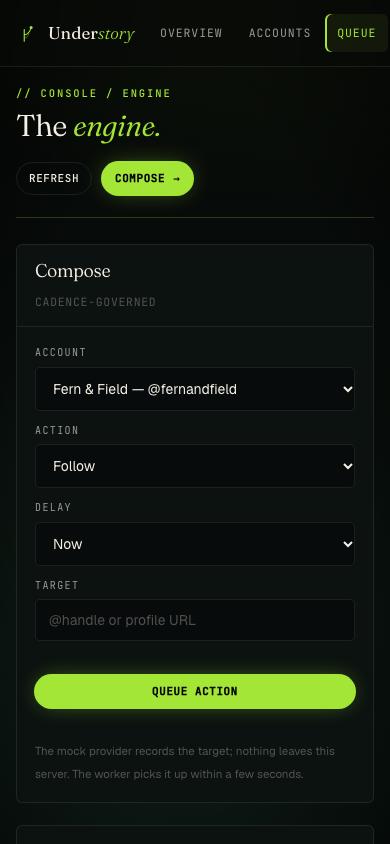 Understory OVERVIEW ACCOUNTS QUEUE
// CONSOLE / ENGINE
The engine.
REFRESH COMPOSE →
Compose
CADENCE-GOVERNED
ACCOUNT
Fern & Field — @fernandfield
ACTION
Follow
DELAY
Now
TARGET
@handle or profile URL
QUEUE ACTION
The mock provider records the target; nothing leaves this
server. The worker picks it up within a few seconds.